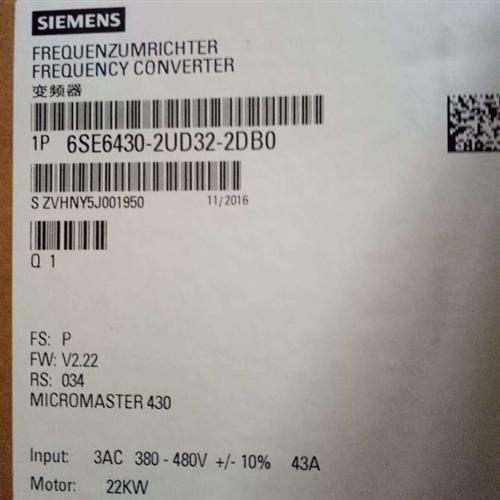 SIEMENS
FREQUENZUMRICHTER
FREQUENCY CONVERTER
变频器
1P 6SE6430-2UD32-2DB0
S ZVHNY5J001950 11/2016
Q 1
FS: P
FW: V2.22
RS: 034
MICROMASTER 430
Input: 3AC 380 - 480V +/- 10% 43A
Motor: 22KW